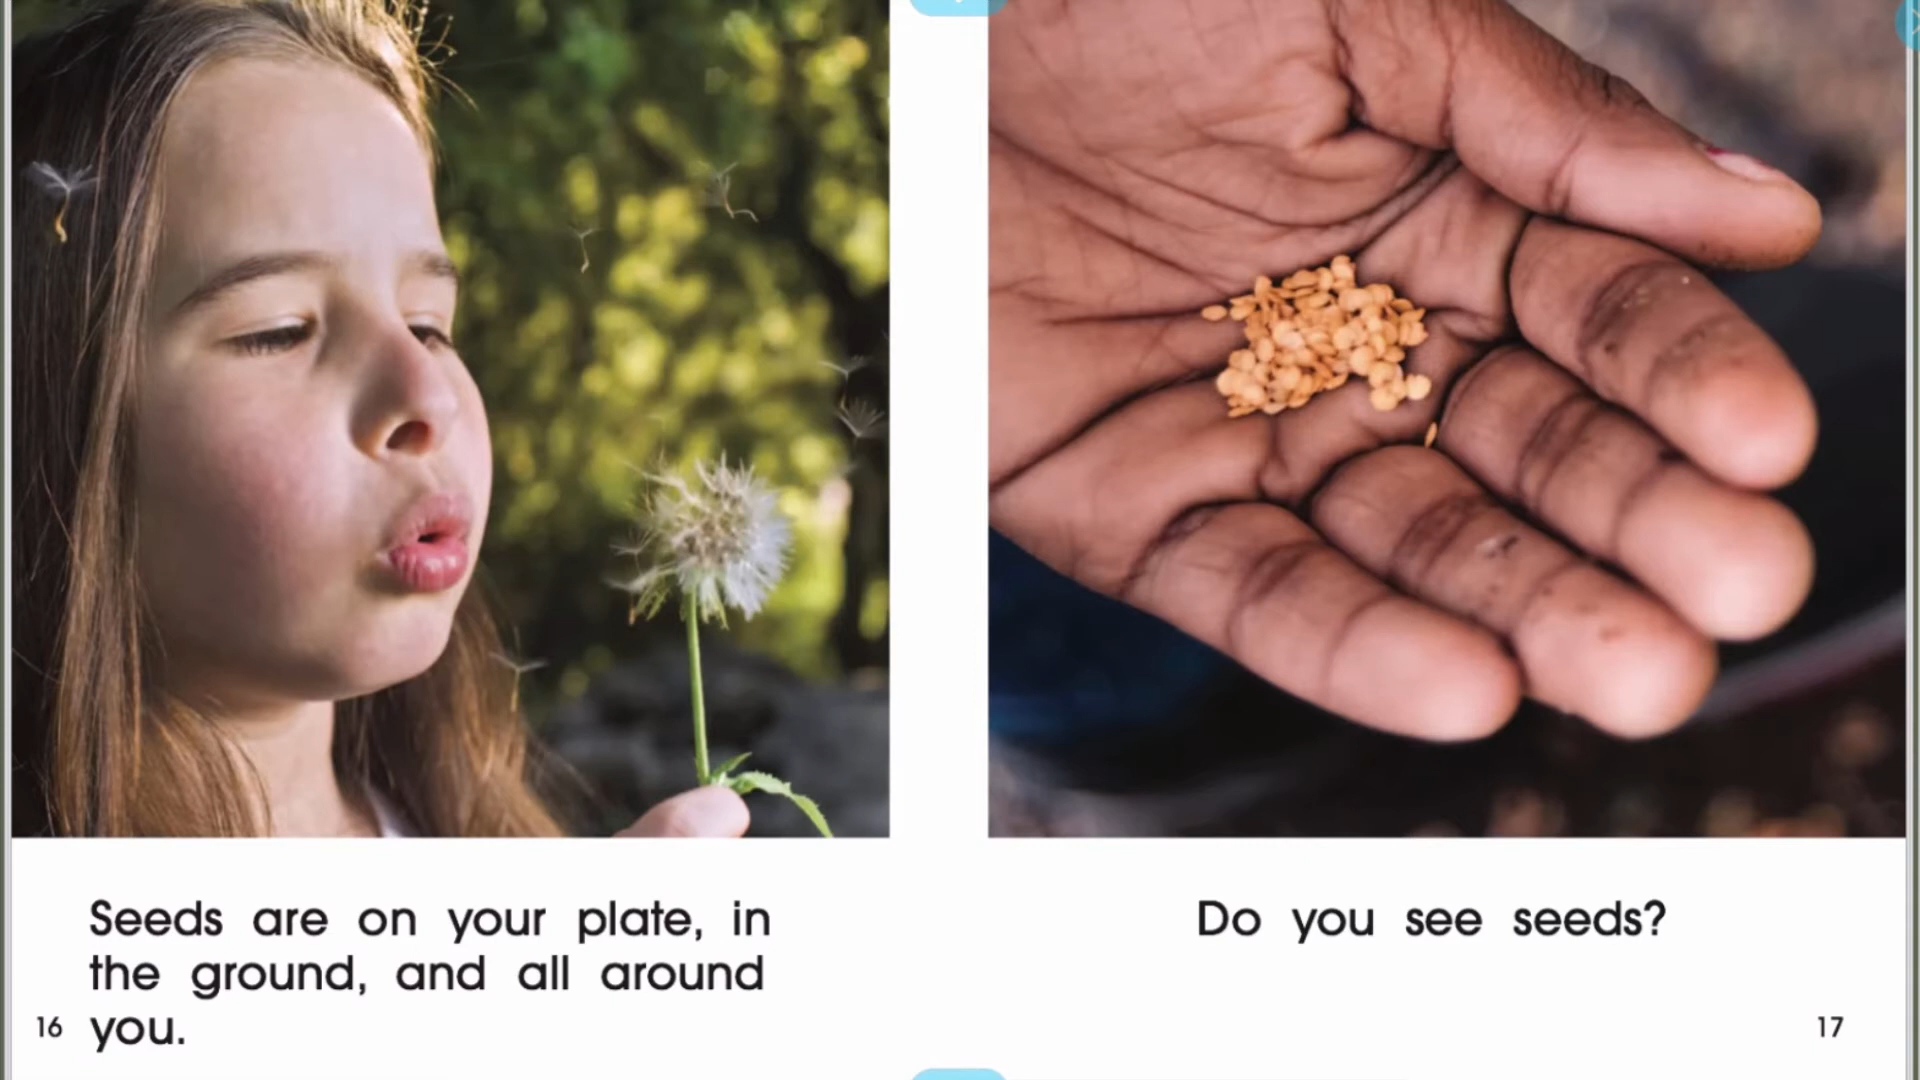 Seeds are on your plate, in
the ground, and all around
you.
16
Do you see seeds?
17